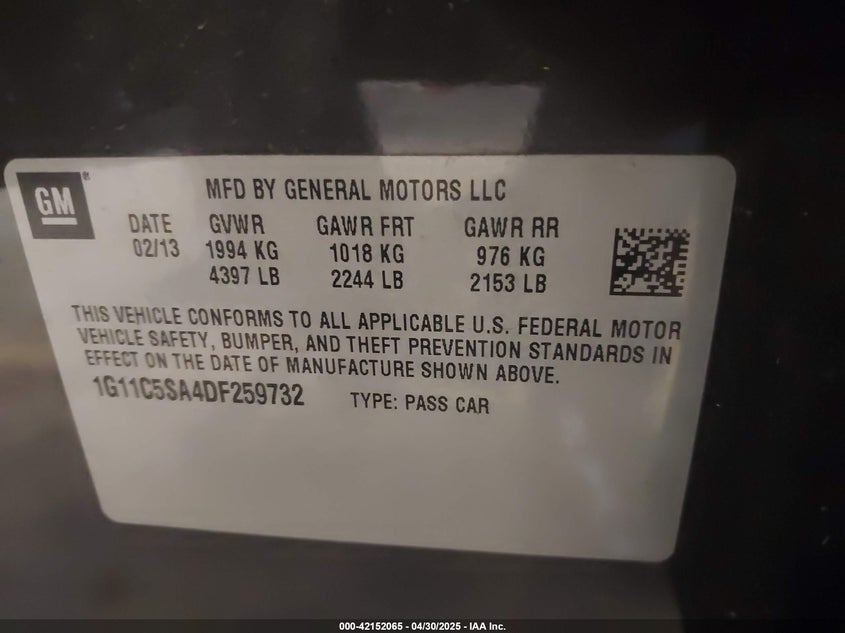 GM®
MFD BY GENERAL MOTORS LLC
DATE GVWR GAWR FRT GAWR RR
02/13 1994 KG 1018 KG 976 KG
4397 LB 2244 LB 2153 LB
THIS VEHICLE CONFORMS TO ALL APPLICABLE U.S. FEDERAL MOTOR
VEHICLE SAFETY, BUMPER, AND THEFT PREVENTION STANDARDS IN
EFFECT ON THE DATE OF MANUFACTURE SHOWN ABOVE.
1G11C5SA4DF259732 TYPE: PASS CAR
000-42152065 - 04/30/2025 - IAA Inc.